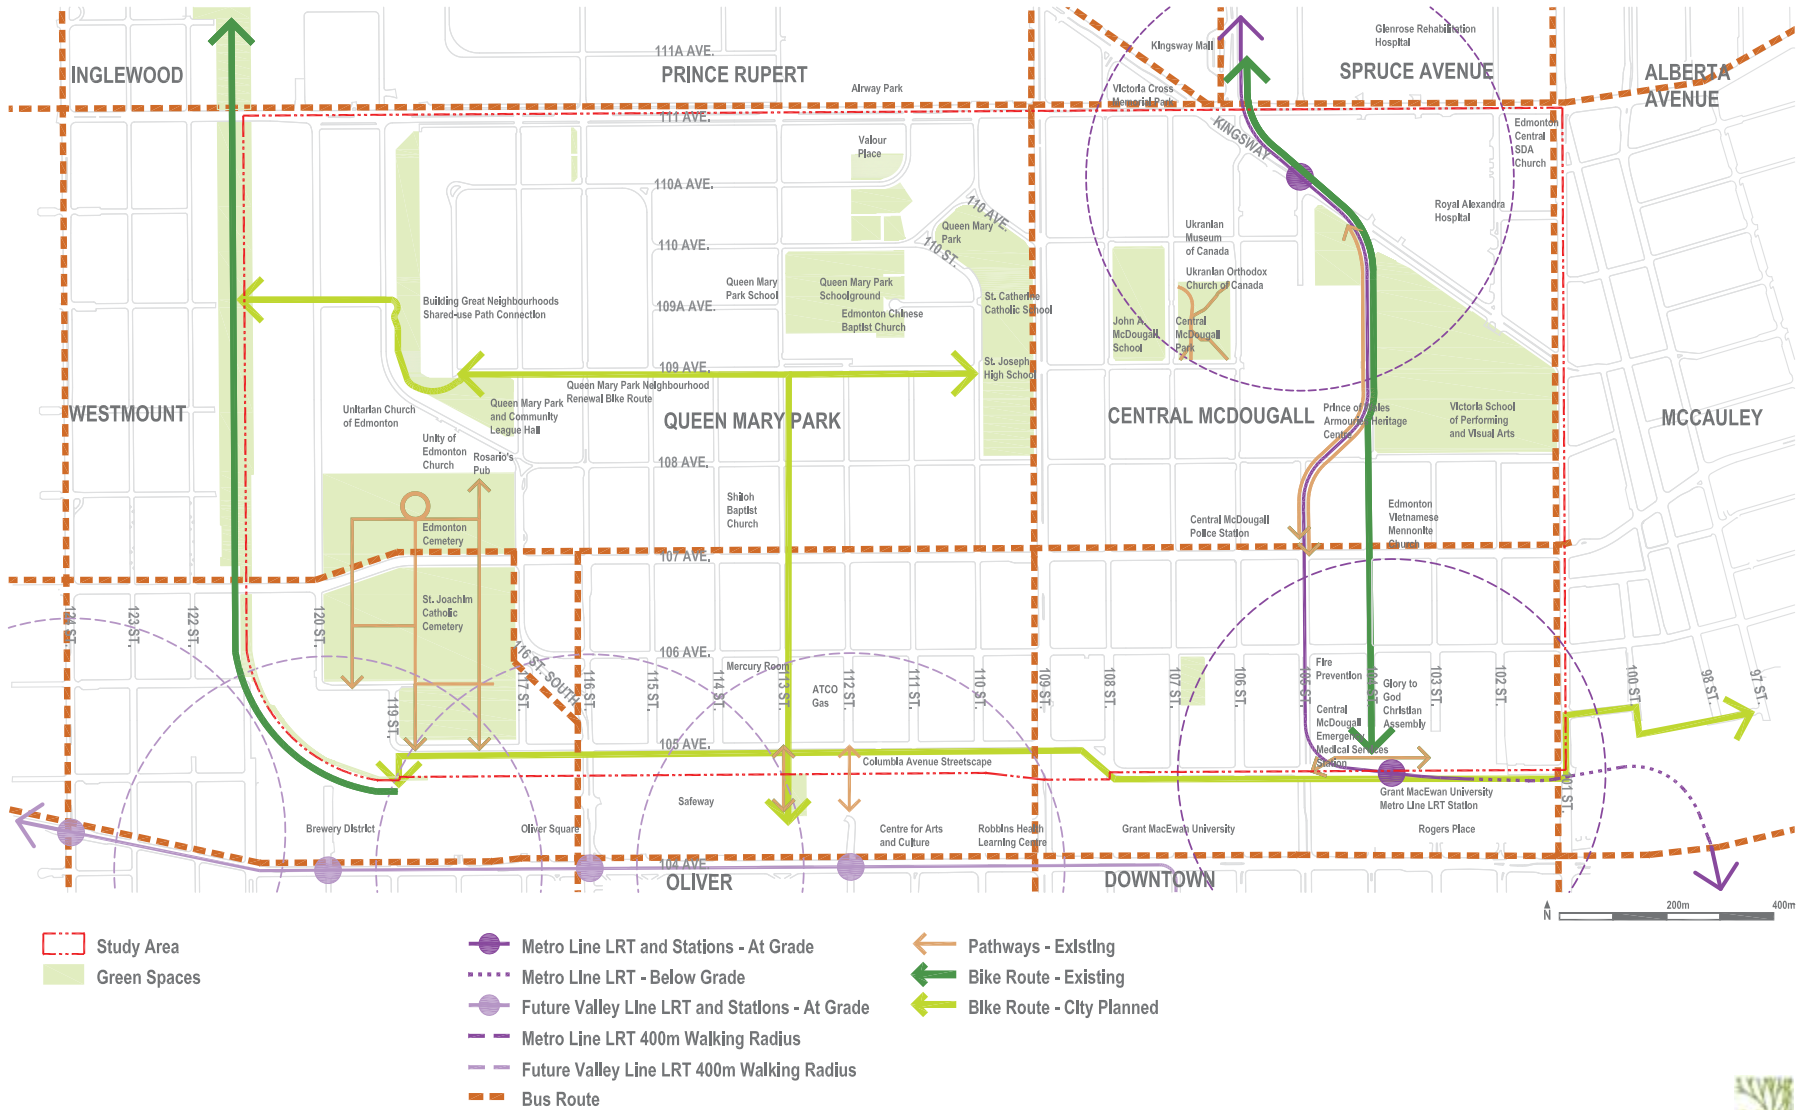 111A AVE.
INGLEWOOD
PRINCE RUPERT
Airway Park
Kingsway Mall
Glenrose Rehabilitation
Hospital
SPRUCE AVENUE
ALBERTA
AVENUE
Victoria Cross
Memorial Park
111 AVE.
KINGSWAY
Edmonton
Central
SDA
Church
Valour
Place
110A AVE.
Royal Alexandra
Hospital
110 AVE.
Queen Mary
Park
110 ST.
110 AVE.
Ukranian
Museum
of Canada
Ukranian Orthodox
Church of Canada
Queen Mary
Park School
Queen Mary Park
Schoolground
Edmonton Chinese
Baptist Church
St. Catherine
Catholic School
Building Great Neighbourhoods
Shared-use Path Connection
109A AVE.
John A.
McDougall
School
Central
McDougall
Park
109 AVE.
St. Joseph
High School
Queen Mary Park Neighbourhood
Renewal Bike Route
WESTMOUNT
Unitarian Church
of Edmonton
Queen Mary Park
and Community
League Hall
QUEEN MARY PARK
CENTRAL MCDOUGALL
Prince of Wales
Armouries Heritage
Centre
Victoria School
of Performing
and Visual Arts
MCCAULEY
Unity of
Edmonton
Church
Rosario's
Pub
108 AVE.
Shiloh
Baptist
Church
Edmonton
Cemetery
Central McDougall
Police Station
Edmonton
Vietnamese
Mennonite
Church
107 AVE.
St. Joachim
Catholic
Cemetery
124 ST.
123 ST.
122 ST.
120 ST.
106 AVE.
116 ST. SOUTH
Mercury Room
ATCO
Gas
Fire
Prevention
Glory to
God
Christian
Assembly
Central
McDougall
Emergency
Medical Services
Station
119 ST.
117 ST.
116 ST.
115 ST.
114 ST.
113 ST.
112 ST.
111 ST.
110 ST.
109 ST.
108 ST.
107 ST.
106 ST.
105 ST.
104 ST.
103 ST.
102 ST.
101 ST.
100 ST.
98 ST.
97 ST.
105 AVE.
Columbia Avenue Streetscape
Grant MacEwan University
Metro Line LRT Station
Safeway
Brewery District
Oliver Square
Centre for Arts
and Culture
Robbins Health
Learning Centre
Grant MacEwan University
Rogers Place
104 AVE.
OLIVER
DOWNTOWN
N
200m
400m
Study Area
Green Spaces
Metro Line LRT and Stations - At Grade
Metro Line LRT - Below Grade
Future Valley Line LRT and Stations - At Grade
Metro Line LRT 400m Walking Radius
Future Valley Line LRT 400m Walking Radius
Bus Route
Pathways - Existing
Bike Route - Existing
Bike Route - City Planned